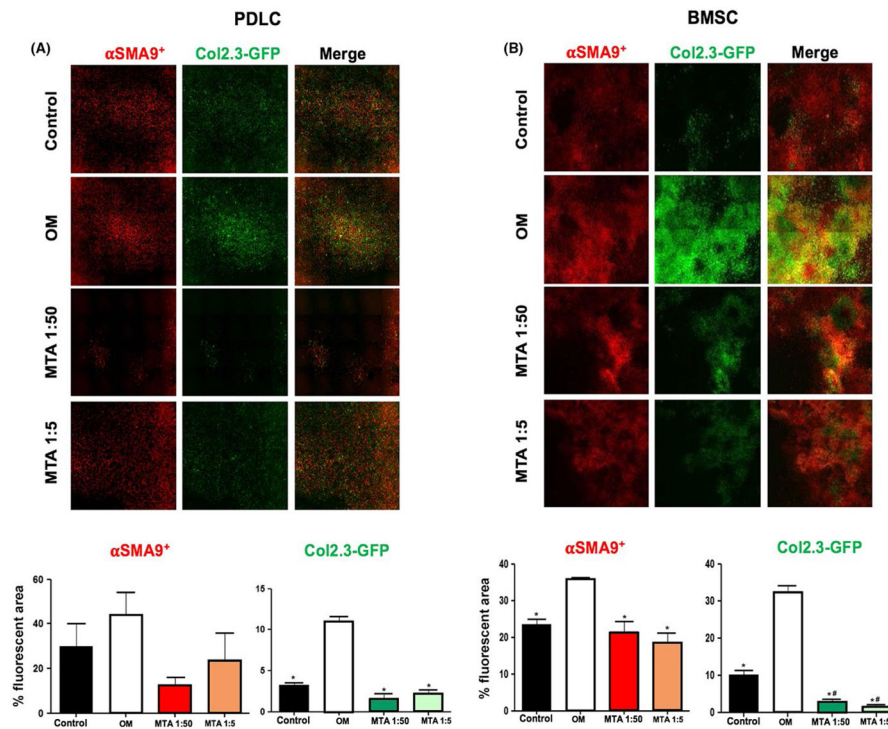 PDLC
(A)
αSMA9⁺ Col2.3-GFP Merge
Control
OM
MTA 1:50
MTA 1:5
αSMA9⁺
% fluorescent area
60
40
20
0
Control OM MTA 1:50 MTA 1:5
Col2.3-GFP
15
10
5
0
* * *
Control OM MTA 1:50 MTA 1:5
BMSC
(B)
αSMA9⁺ Col2.3-GFP Merge
Control
OM
MTA 1:50
MTA 1:5
αSMA9⁺
% fluorescent area
40
30
20
10
0
* * *
Control OM MTA 1:50 MTA 1:5
Col2.3-GFP
40
30
20
10
0
* *# *#
Control OM MTA 1:50 MTA 1:5